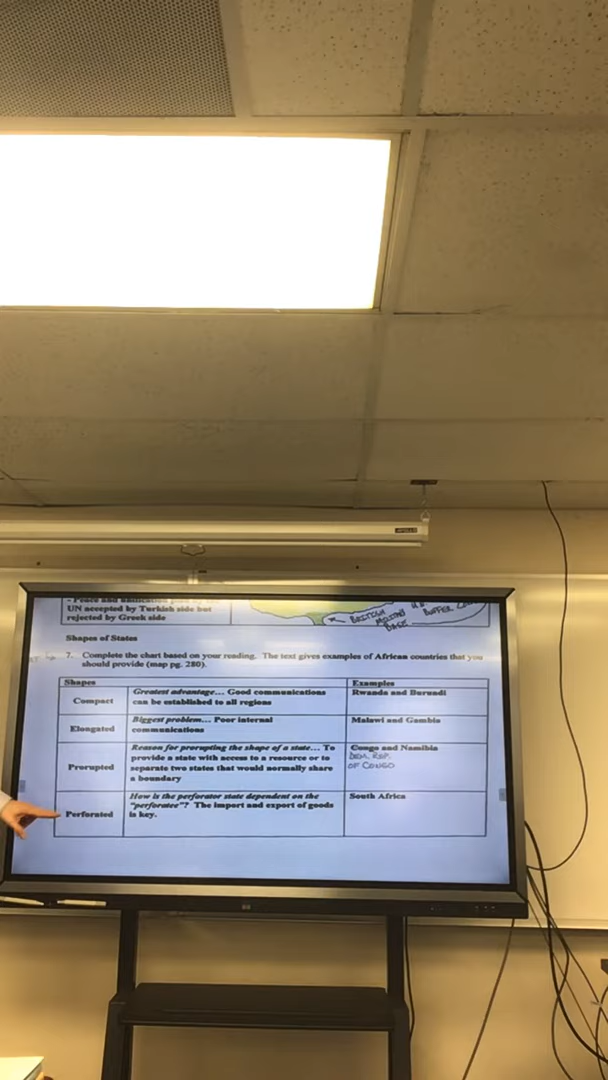 UN accepted by Turkish side but
rejected by Greek side
BRITISH
BASE
BUFFER
Shapes of States
7. Complete the chart based on your reading. The text gives examples of African countries that you
should provide (map pg. 280).
Shapes
Examples
Compact
Greatest advantage... Good communications
can be established to all regions
Rwanda and Burundi
Elongated
Biggest problem... Poor internal
communications
Malawi and Gambia
Prorupted
Reason for prorupting the shape of a state... To
provide a state with access to a resource or to
separate two states that would normally share
a boundary
Congo and Namibia
DEM. REP.
OF CONGO
Perforated
How is the perforator state dependent on the
"perforatee"? The import and export of goods
is key.
South Africa
hp